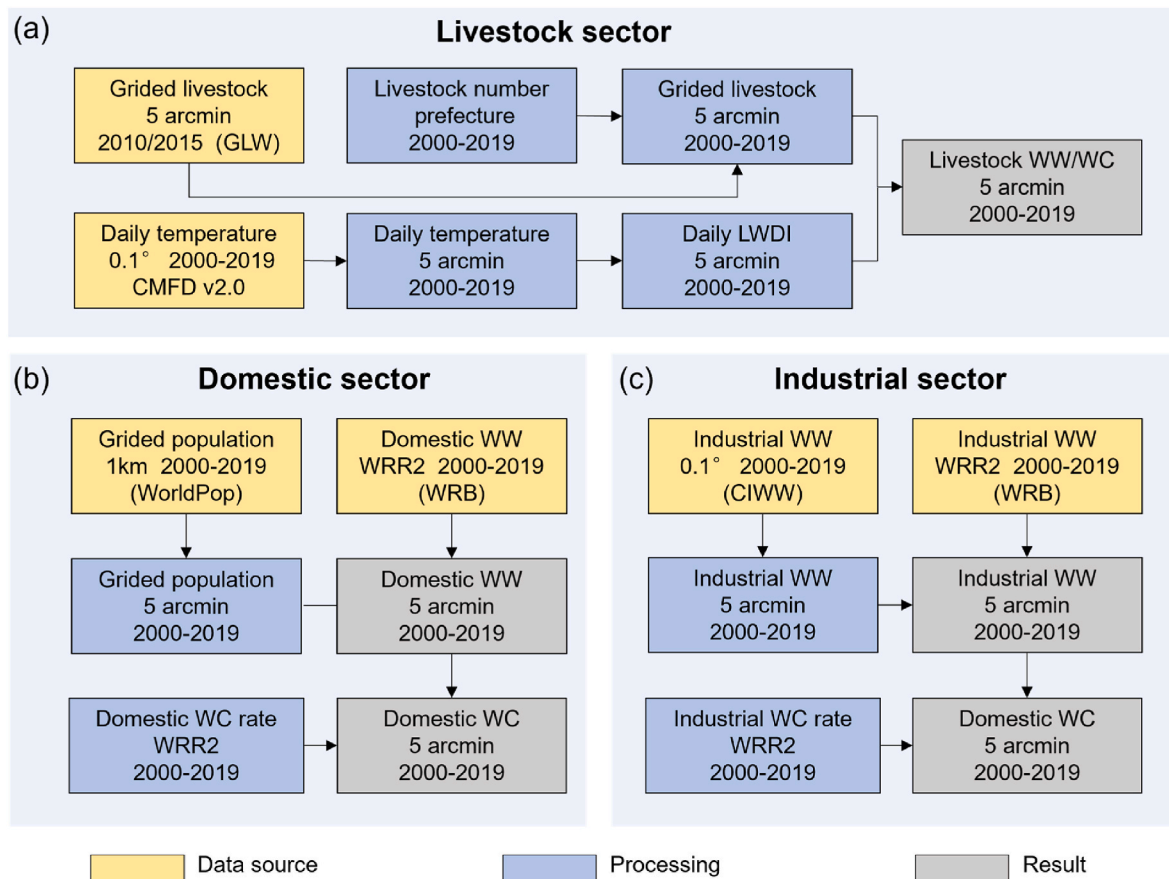 (a)
Livestock sector
Grided livestock
5 arcmin
2010/2015 (GLW)
Livestock number
prefecture
2000-2019
Grided livestock
5 arcmin
2000-2019
Livestock WW/WC
5 arcmin
2000-2019
Daily temperature
0.1° 2000-2019
CMFD v2.0
Daily temperature
5 arcmin
2000-2019
Daily LWDI
5 arcmin
2000-2019
(b)
Domestic sector
Grided population
1km 2000-2019
(WorldPop)
Domestic WW
WRR2 2000-2019
(WRB)
Grided population
5 arcmin
2000-2019
Domestic WW
5 arcmin
2000-2019
Domestic WC rate
WRR2
2000-2019
Domestic WC
5 arcmin
2000-2019
(c)
Industrial sector
Industrial WW
0.1° 2000-2019
(CIWW)
Industrial WW
WRR2 2000-2019
(WRB)
Industrial WW
5 arcmin
2000-2019
Industrial WW
5 arcmin
2000-2019
Industrial WC rate
WRR2
2000-2019
Domestic WC
5 arcmin
2000-2019
Data source
Processing
Result